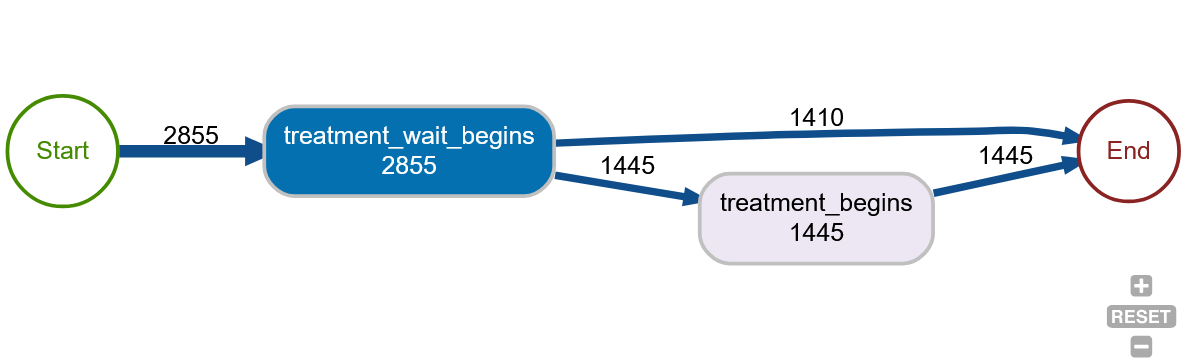 Start
2855
treatment_wait_begins
2855
1410
1445
treatment_begins
1445
1445
End
RESET